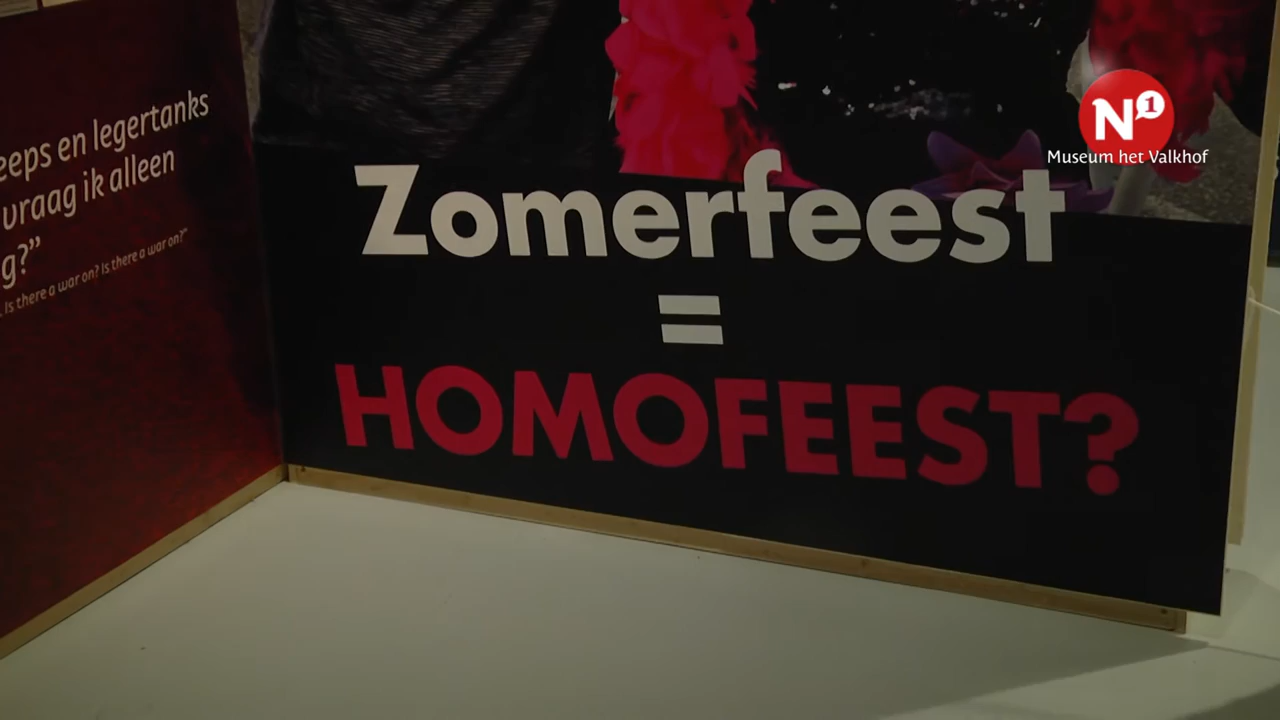 eeps en legertanks
vraag ik alleen
g?"
. Is there a war on? Is there a war on?"
Zomerfeest
=
HOMOFEEST?
N1
Museum het Valkhof